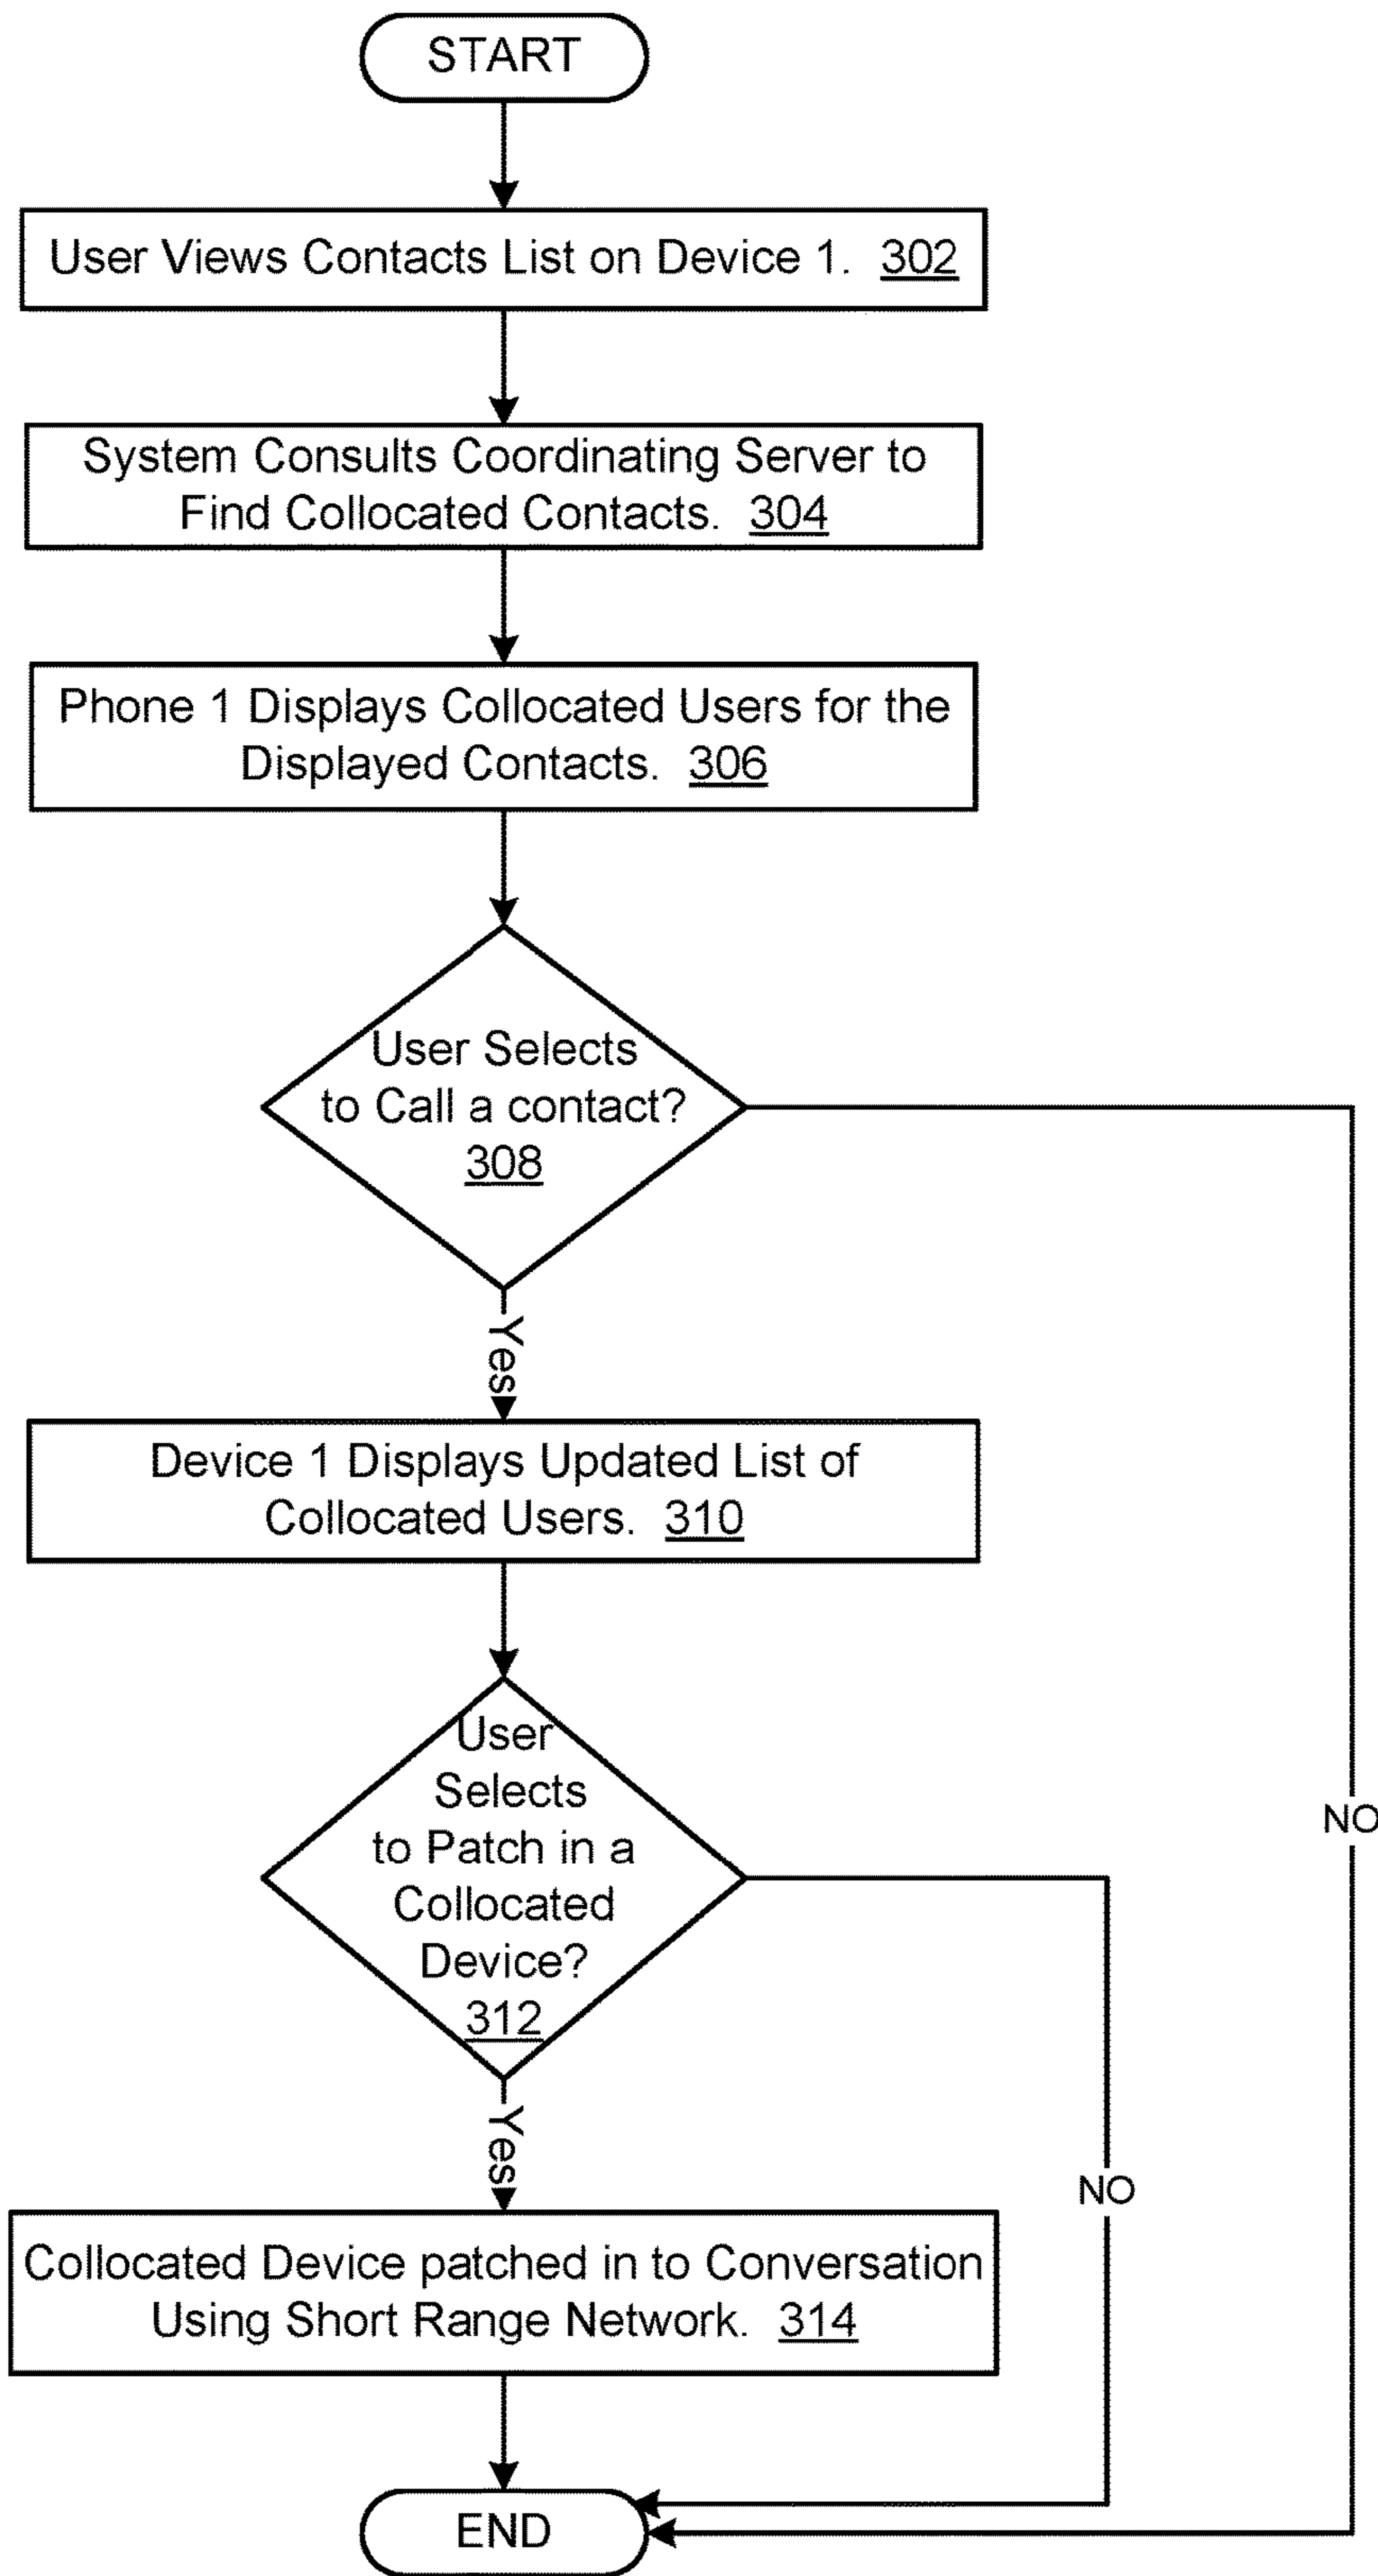 START
User Views Contacts List on Device 1. 302
System Consults Coordinating Server to
Find Collocated Contacts. 304
Phone 1 Displays Collocated Users for the
Displayed Contacts. 306
User Selects
to Call a contact?
308
Yes
Device 1 Displays Updated List of
Collocated Users. 310
User
Selects
to Patch in a
Collocated
Device?
312
NO
Yes
NO
Collocated Device patched in to Conversation
Using Short Range Network. 314
END